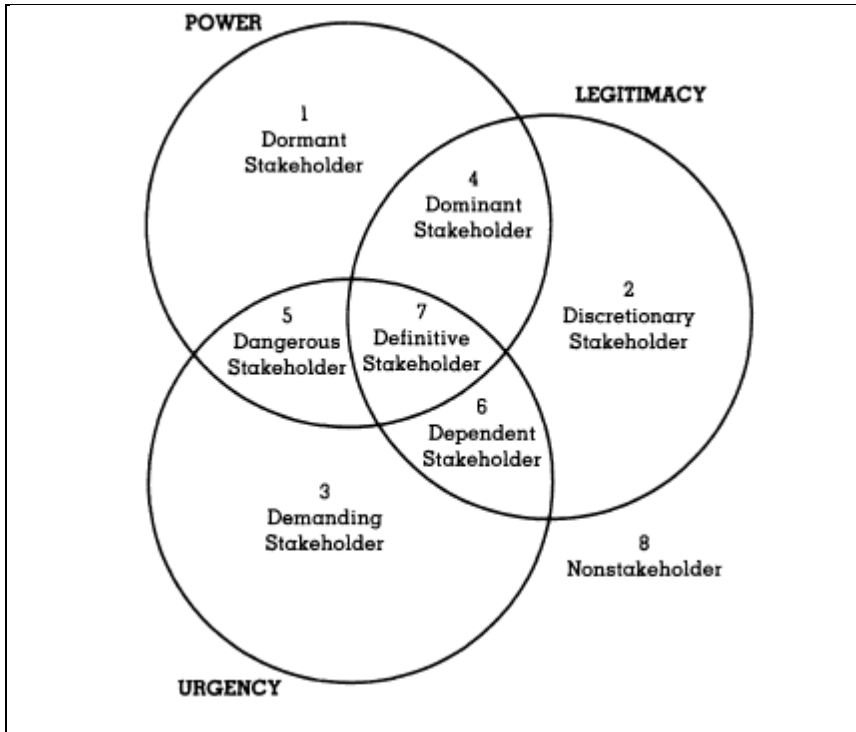 POWER
LEGITIMACY
1
Dormant
Stakeholder
4
Dominant
Stakeholder
2
Discretionary
Stakeholder
5
Dangerous
Stakeholder
7
Definitive
Stakeholder
6
Dependent
Stakeholder
3
Demanding
Stakeholder
8
Nonstakeholder
URGENCY